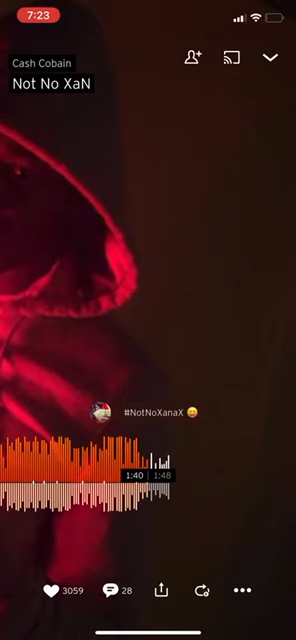 7:23
Cash Cobain
Not No XaN
#NotNoXanaX 😀
1:40 | 1:48
3059
28